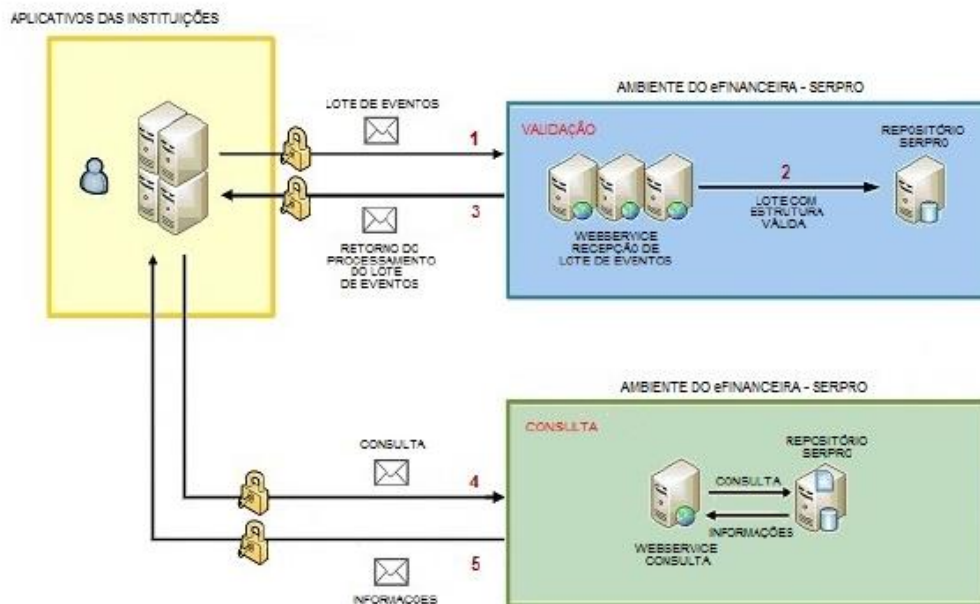 APLICATIVOS DAS INSTITUIÇÕES
AMBIENTE DO eFINANCEIRA - SERPRO
LOTE DE EVENTOS
1
VALIDAÇÃO
REPOSITÓRIO
SERPRO
2
LOTE COM
ESTRUTURA
VÁLIDA
3
WEBSERVICE
RECEPÇÃO DE
LOTE DE EVENTOS
RETORNO DO
PROCESSAMENTO
DO LOTE
DE EVENTOS
AMBIENTE DO eFINANCEIRA - SERPRO
CONSULTA
CONSULTA
4
REPOSITÓRIO
SERPRO
CONSULTA
INFORMAÇÕES
WEBSERVICE
CONSULTA
5
INFORMAÇÕES